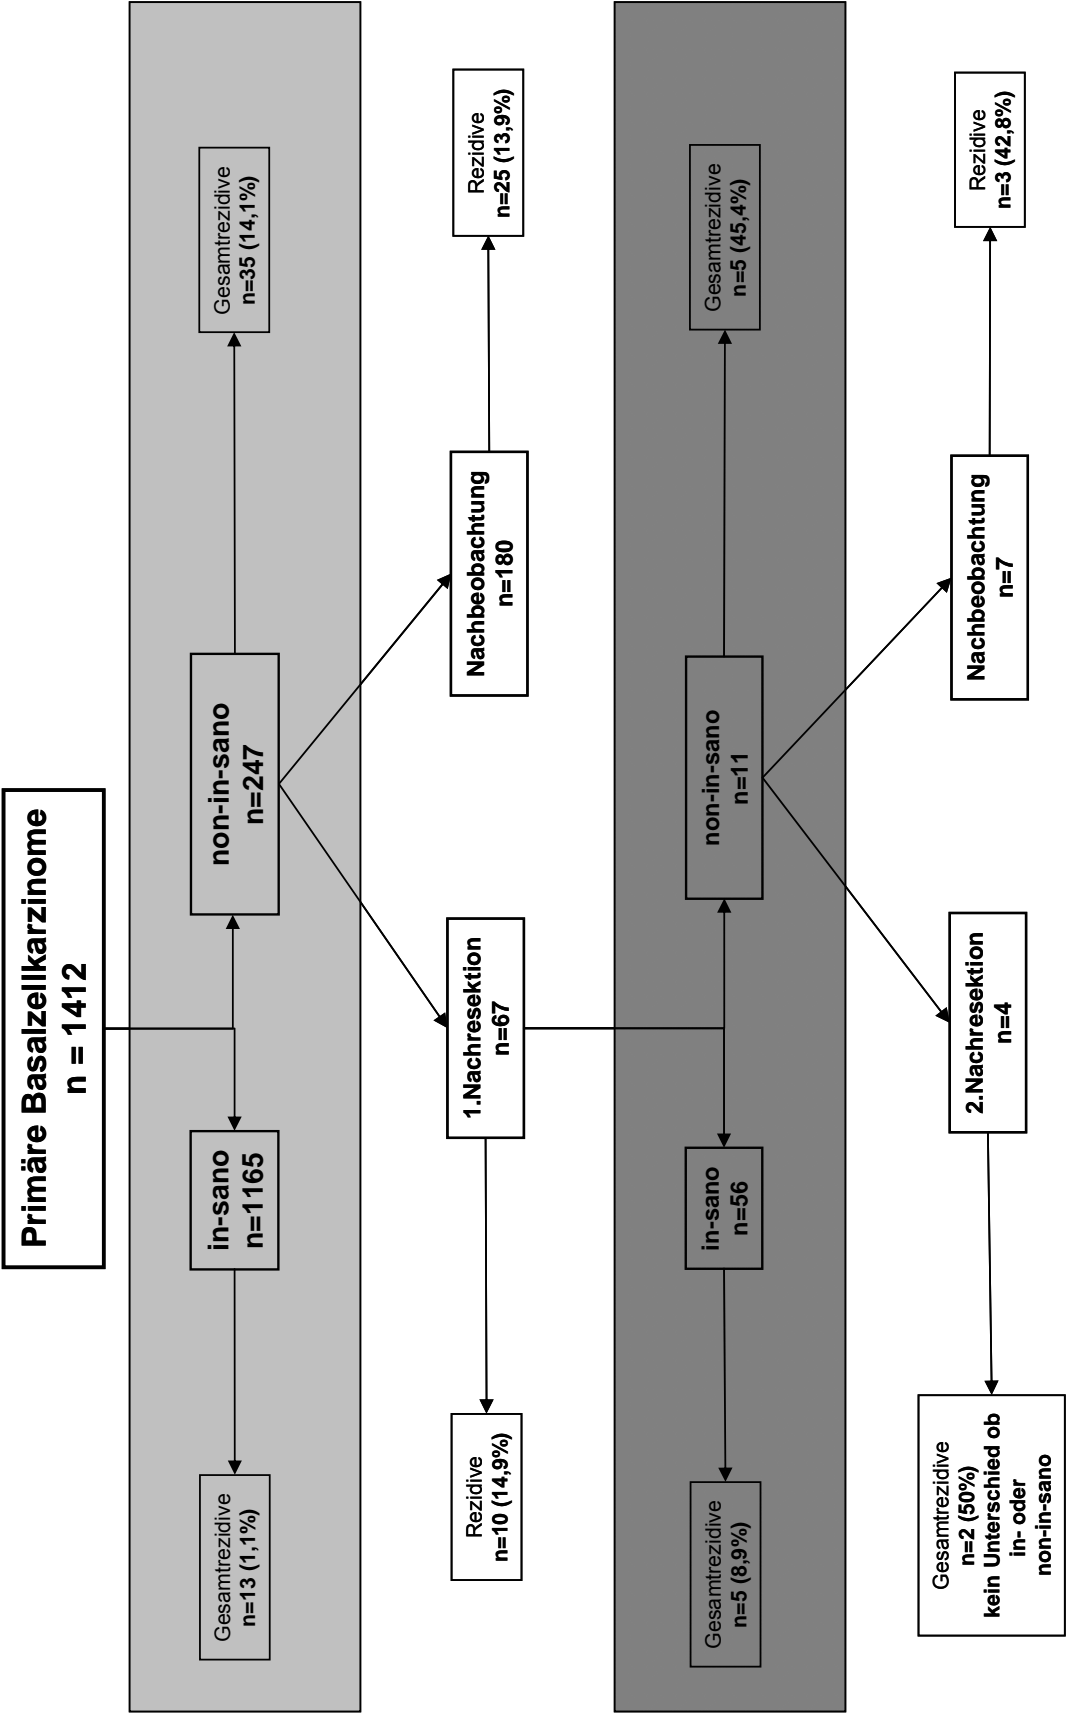 Primäre Basalzellkarzinome
n = 1412
in-sano
n=1165
non-in-sano
n=247
Gesamtrezidive
n=13 (1,1%)
Gesamtrezidive
n=35 (14,1%)
1.Nachresektion
n=67
Nachbeobachtung
n=180
Rezidive
n=10 (14,9%)
Rezidive
n=25 (13,9%)
in-sano
n=56
non-in-sano
n=11
Gesamtrezidive
n=5 (8,9%)
Gesamtrezidive
n=5 (45,4%)
2.Nachresektion
n=4
Nachbeobachtung
n=7
Gesamtrezidive
n=2 (50%)
kein Unterschied ob
in- oder
non-in-sano
Rezidive
n=3 (42,8%)